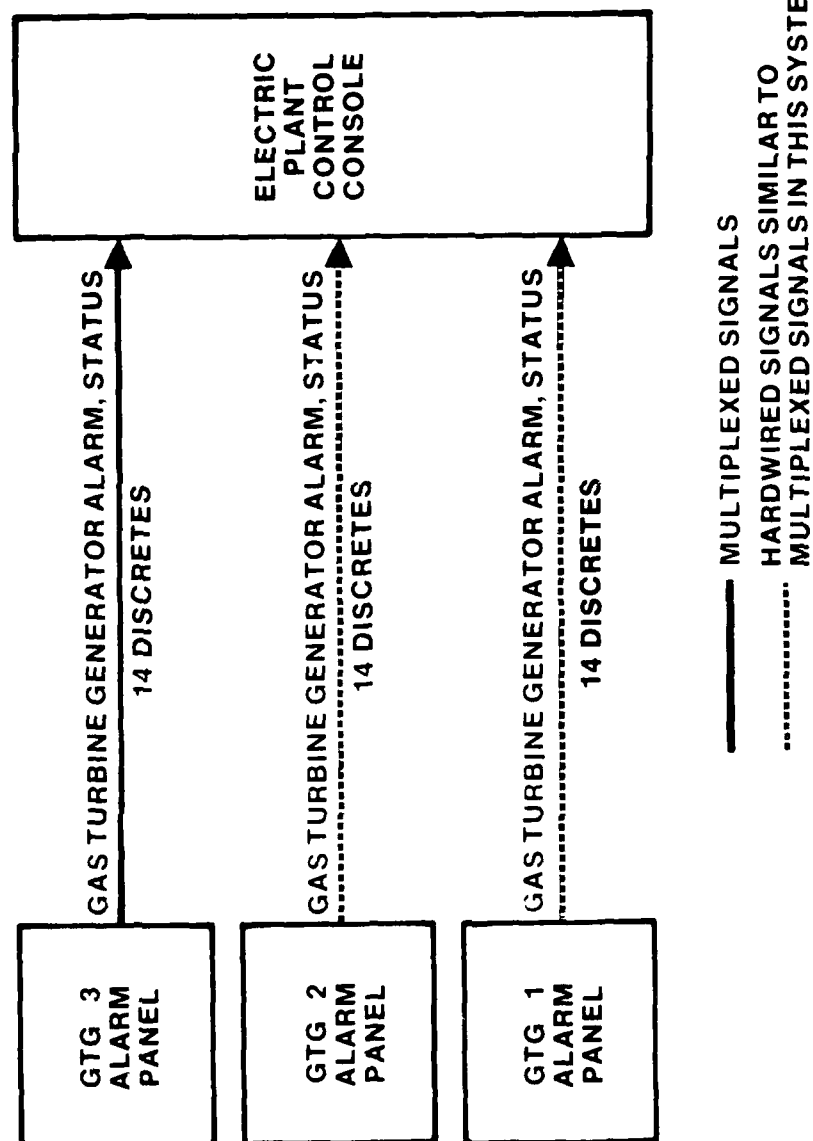 GTG 3
ALARM
PANEL
GAS TURBINE GENERATOR ALARM, STATUS
14 DISCRETES
GTG 2
ALARM
PANEL
GAS TURBINE GENERATOR ALARM, STATUS
14 DISCRETES
GTG 1
ALARM
PANEL
GAS TURBINE GENERATOR ALARM, STATUS
14 DISCRETES
ELECTRIC
PLANT
CONTROL
CONSOLE
MULTIPLEXED SIGNALS
HARDWIRED SIGNALS SIMILAR TO
MULTIPLEXED SIGNALS IN THIS SYSTE